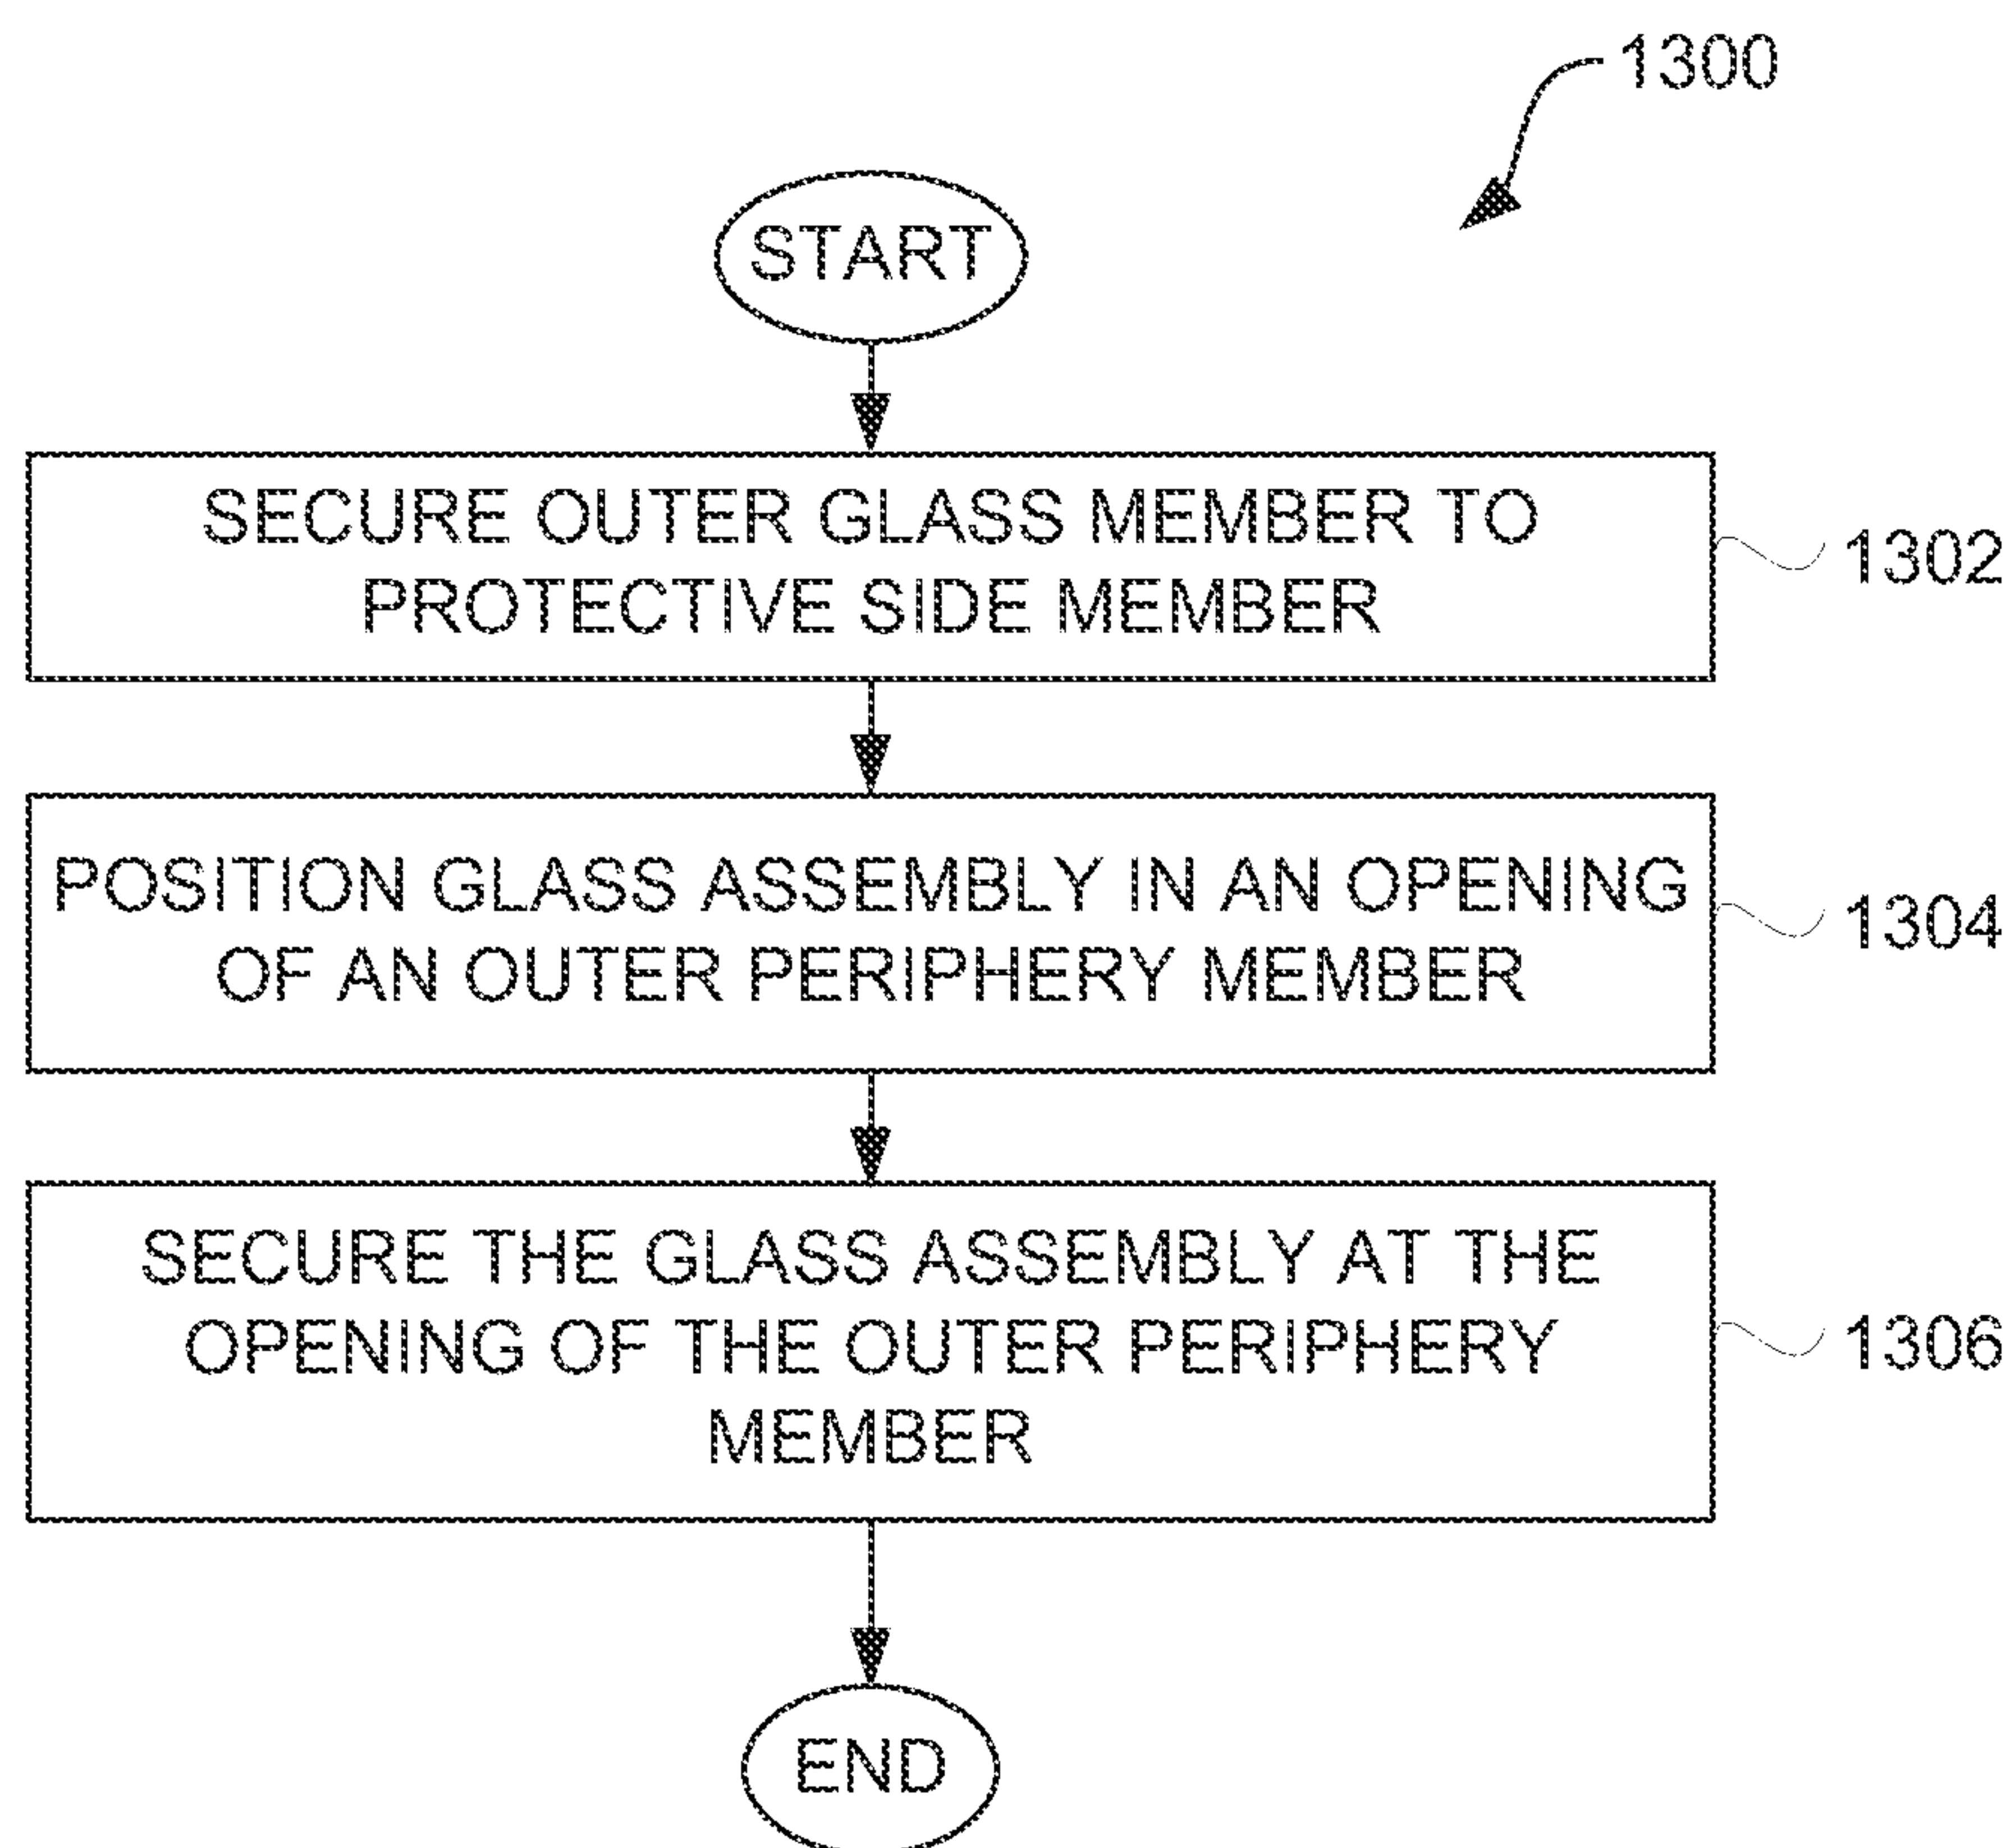 1300
START
SECURE OUTER GLASS MEMBER TO
PROTECTIVE SIDE MEMBER
1302
POSITION GLASS ASSEMBLY IN AN OPENING
OF AN OUTER PERIPHERY MEMBER
1304
SECURE THE GLASS ASSEMBLY AT THE
OPENING OF THE OUTER PERIPHERY
MEMBER
1306
END